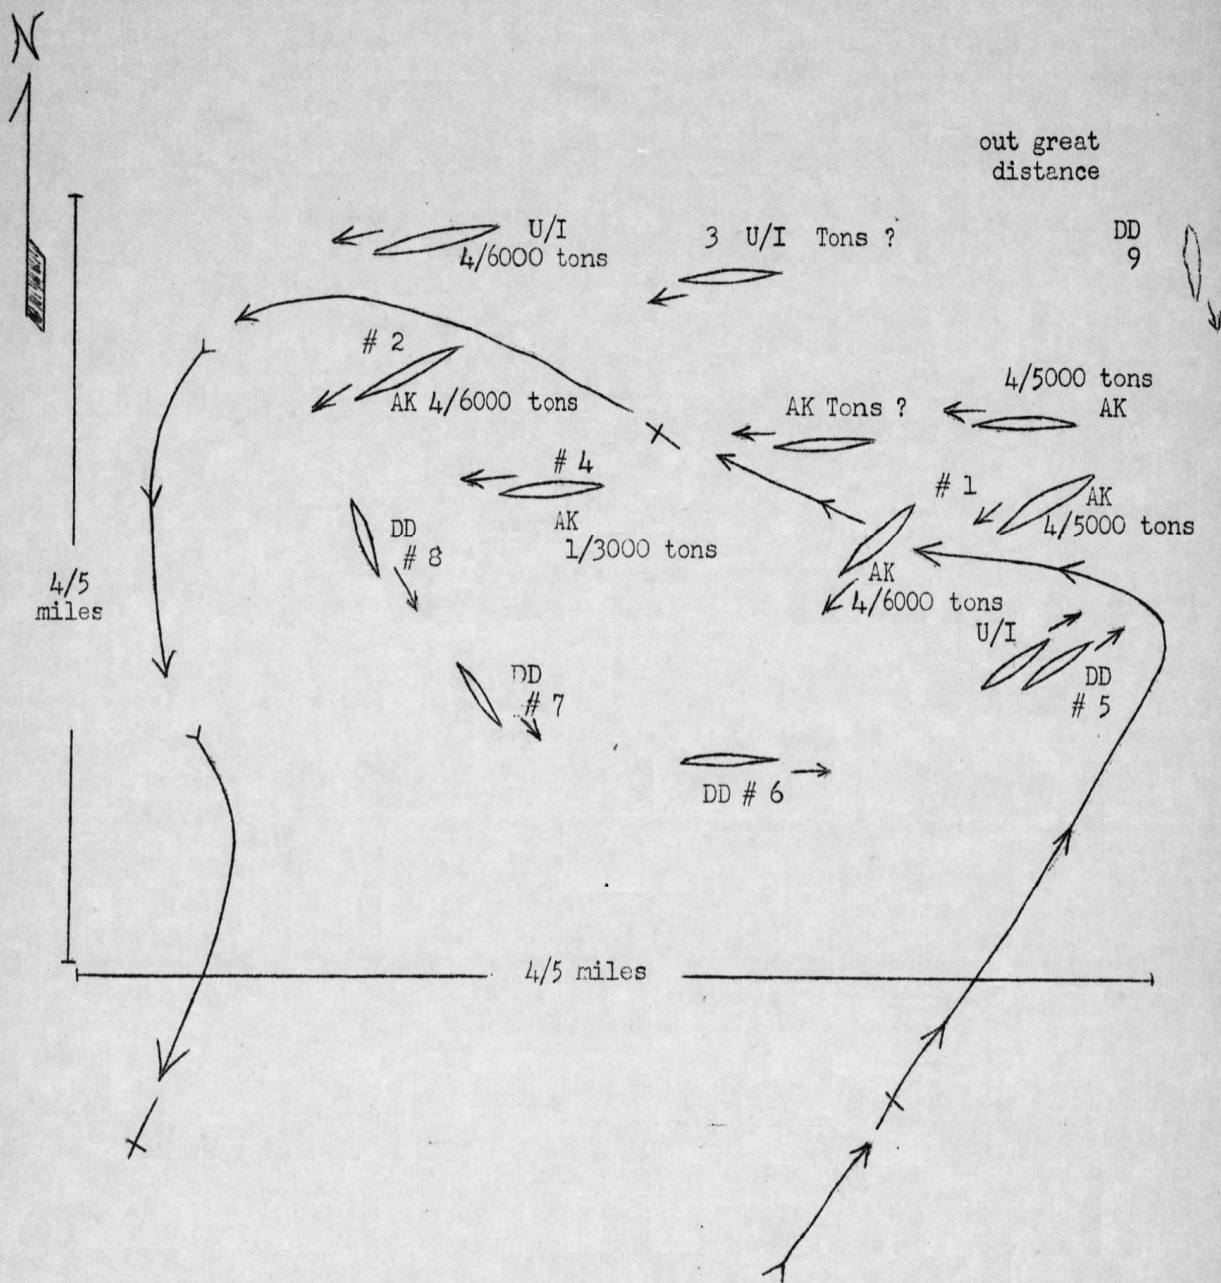 N
out great
distance
U/I
4/6000 tons
3 U/I Tons ?
DD
9
# 2
AK 4/6000 tons
4/5000 tons
AK
AK Tons ?
# 4
AK
1/3000 tons
# 1
AK
4/5000 tons
DD
# 8
AK
4/6000 tons
4/5
miles
U/I
DD
# 5
DD
# 7
DD # 6
4/5 miles